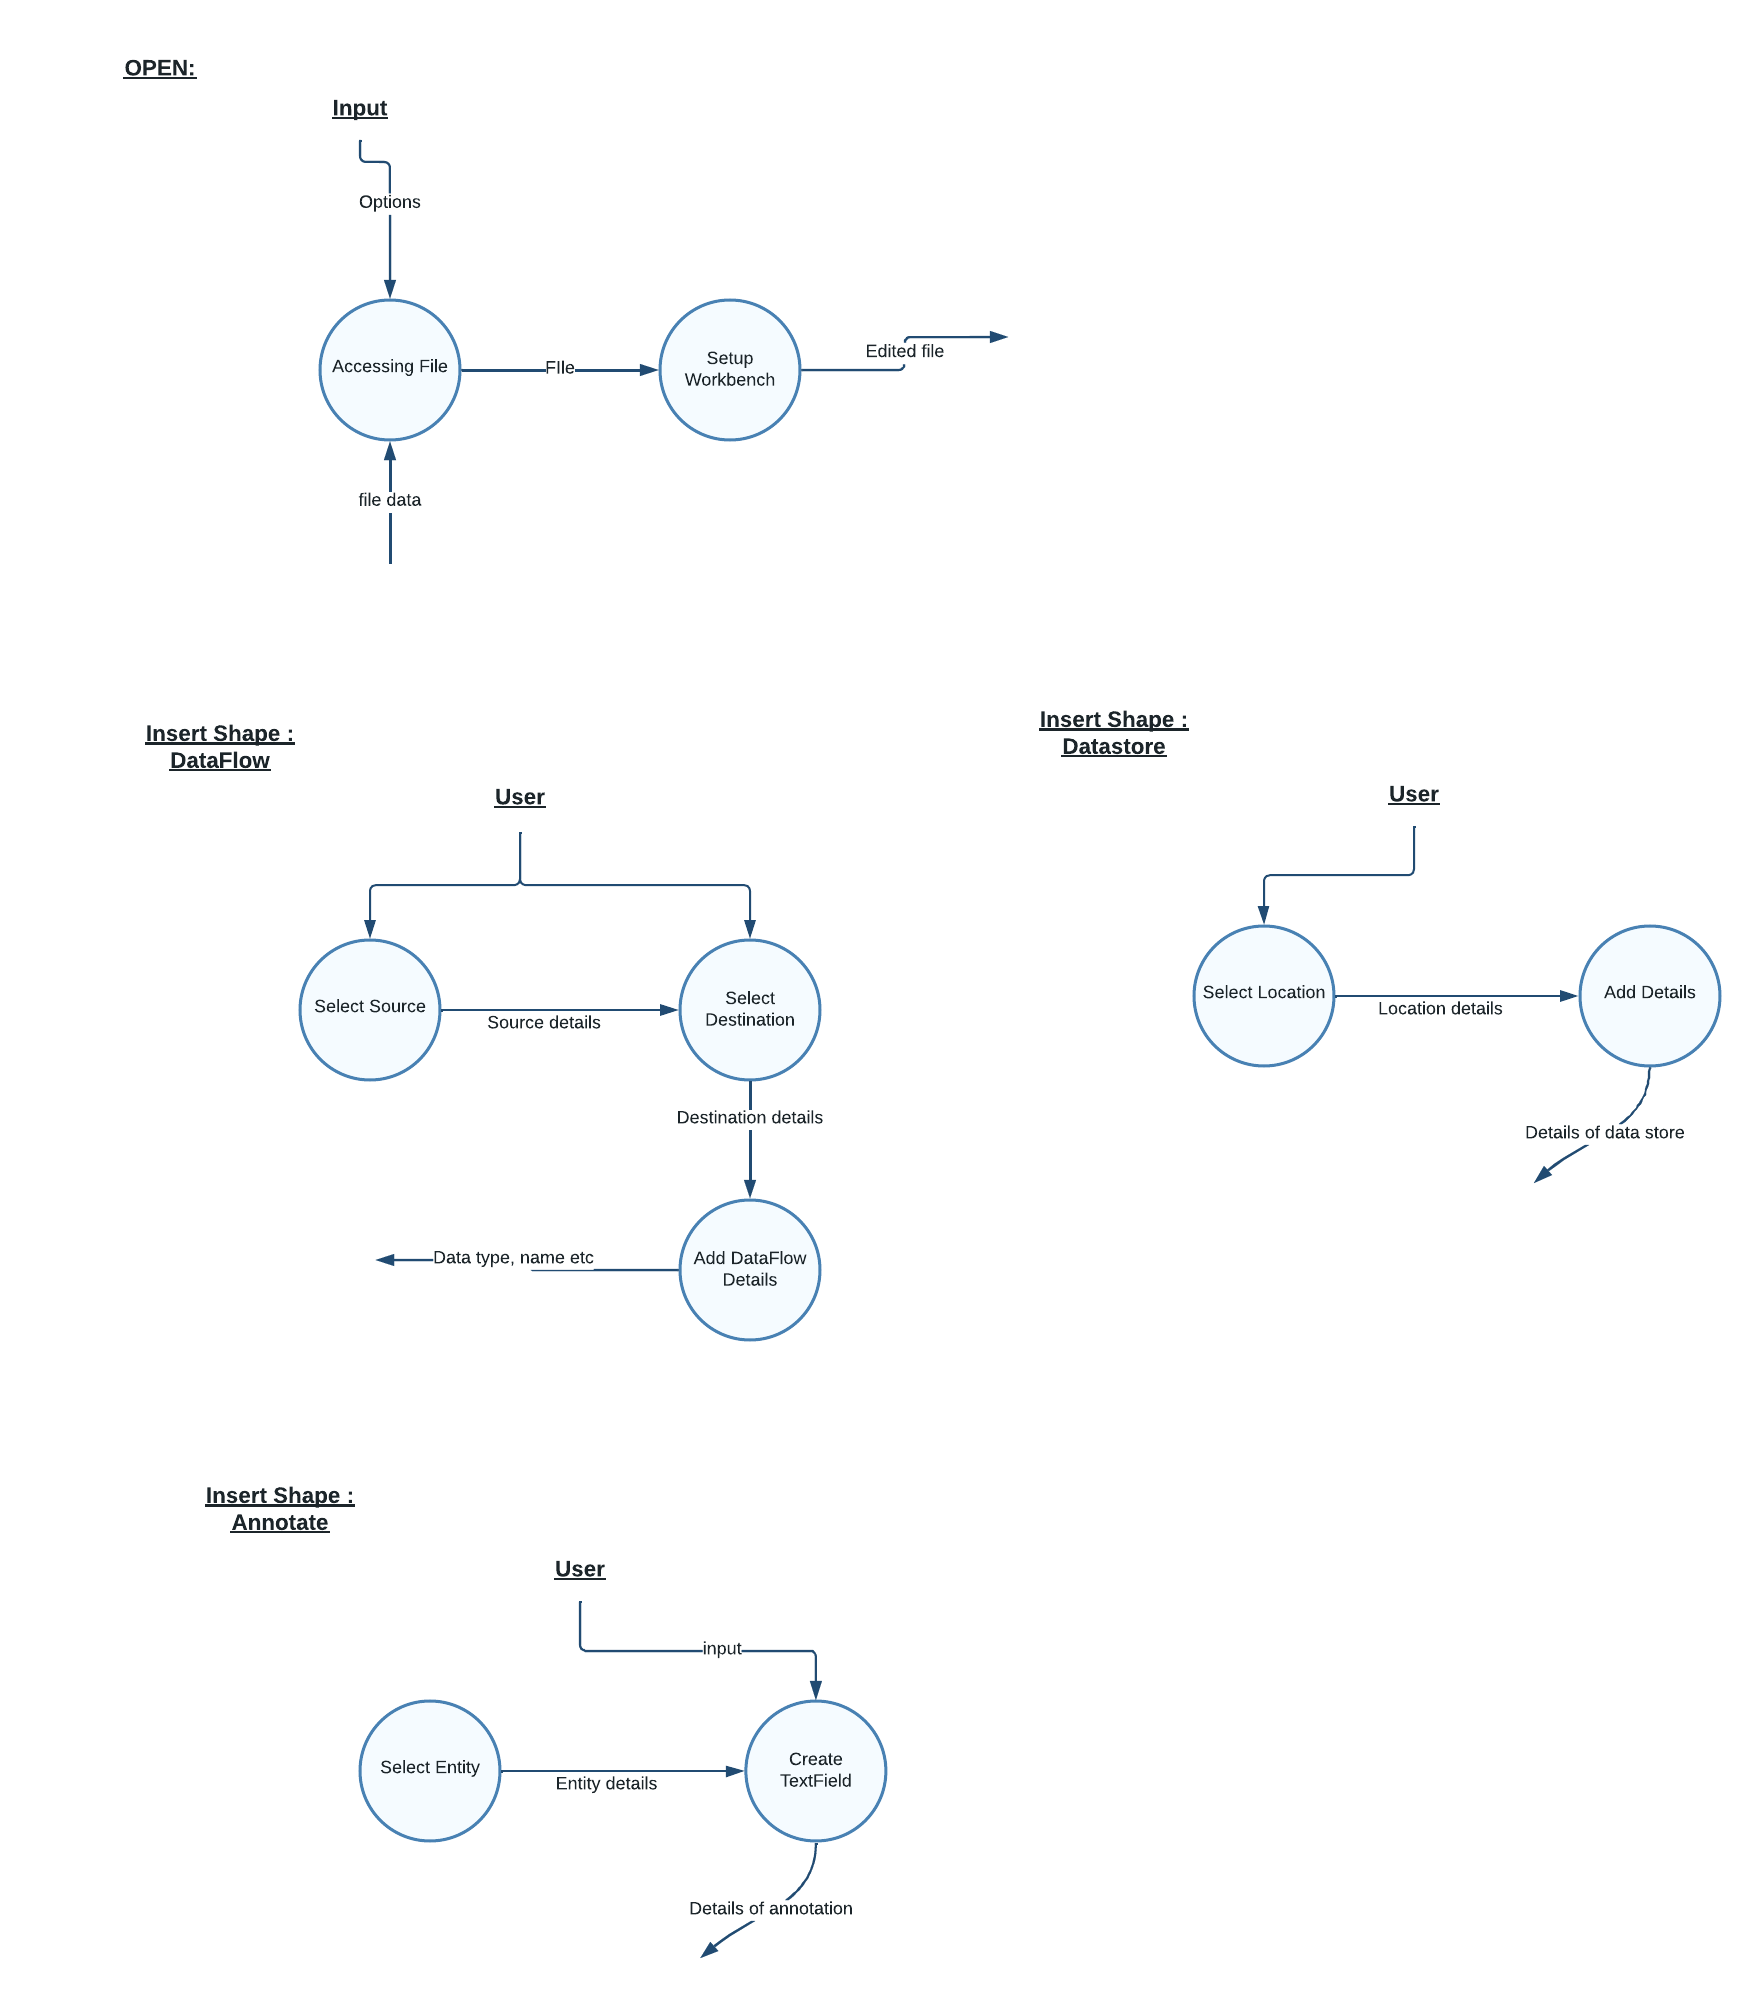 OPEN:
Input
Options
Accessing File
FIle
Setup
Workbench
Edited file
file data
Insert Shape :
DataFlow
User
Select Source
Source details
Select
Destination
Destination details
Add DataFlow
Details
Data type, name etc
Insert Shape :
Datastore
User
Select Location
Location details
Add Details
Details of data store
Insert Shape :
Annotate
User
input
Select Entity
Entity details
Create
TextField
Details of annotation